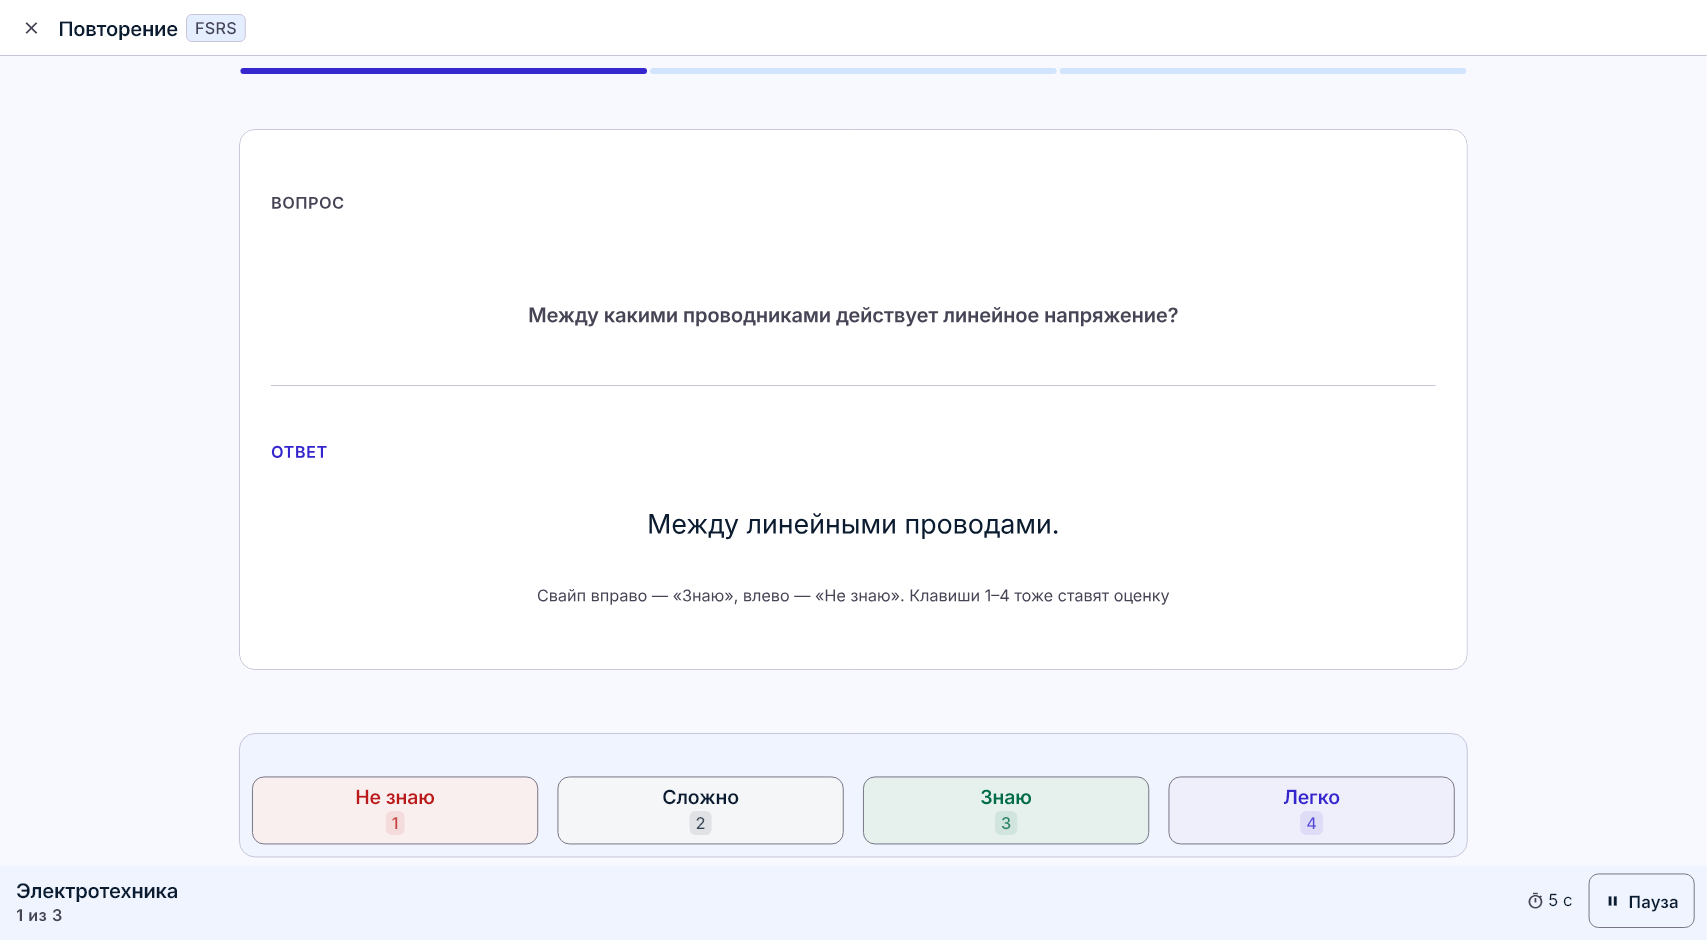 Повторение FSRS
ВОПРОС
Между какими проводниками действует линейное напряжение?
ОТВЕТ
Между линейными проводами.
Свайп вправо — «Знаю», влево — «Не знаю». Клавиши 1–4 тоже ставят оценку
Не знаю
1
Сложно
2
Знаю
3
Легко
4
Электротехника
1 из 3
5 с
Пауза